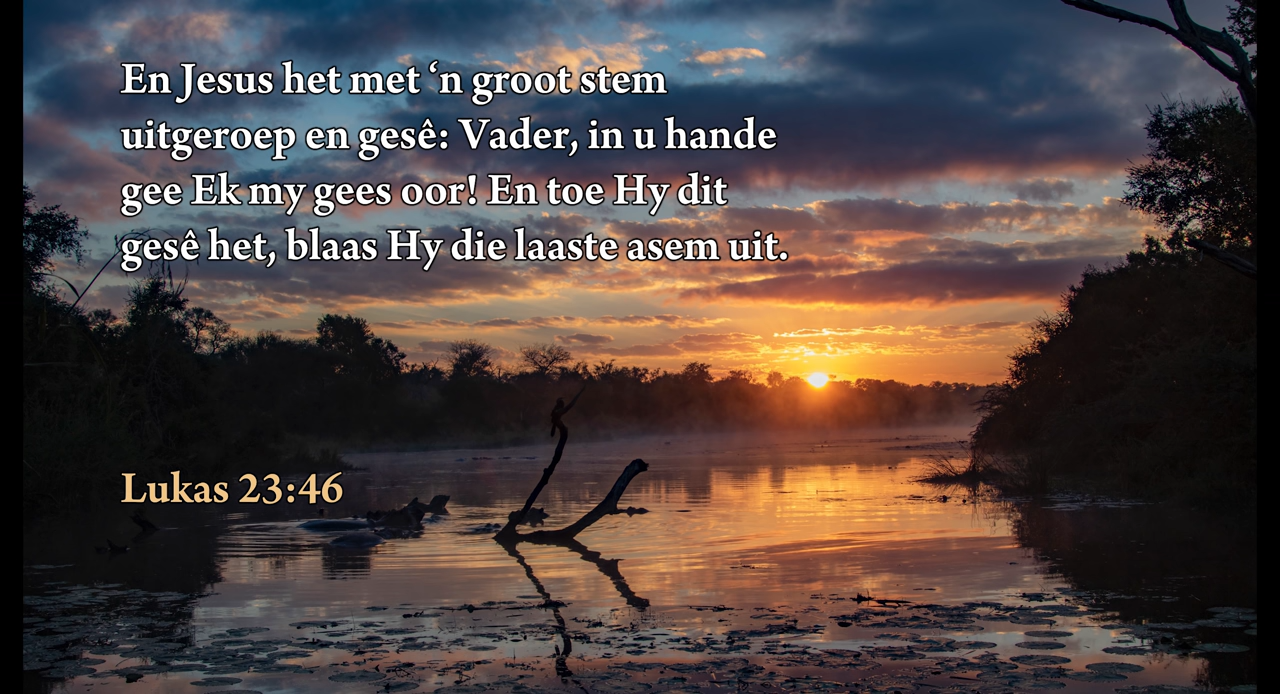 En Jesus het met ‘n groot stem
uitgeroep en gesê: Vader, in u hande
gee Ek my gees oor! En toe Hy dit
gesê het, blaas Hy die laaste asem uit.
Lukas 23:46